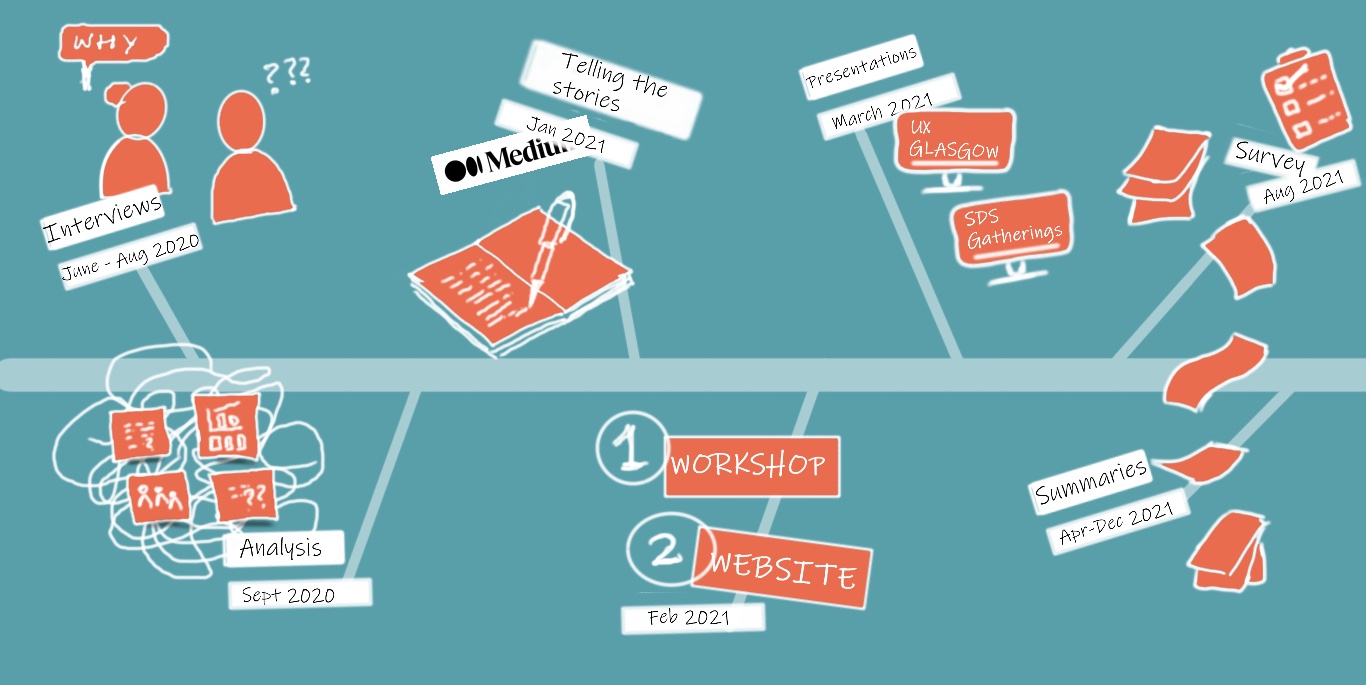 WHY
???
Interviews
June - Aug 2020
Telling the
stories
Jan 2021
Presentations
March 2021
UX
GLASGOW
SDS
Gatherings
Survey
Aug 2021
??
Analysis
Sept 2020
1
WORKSHOP
2
WEBSITE
Feb 2021
Summaries
Apr-Dec 2021